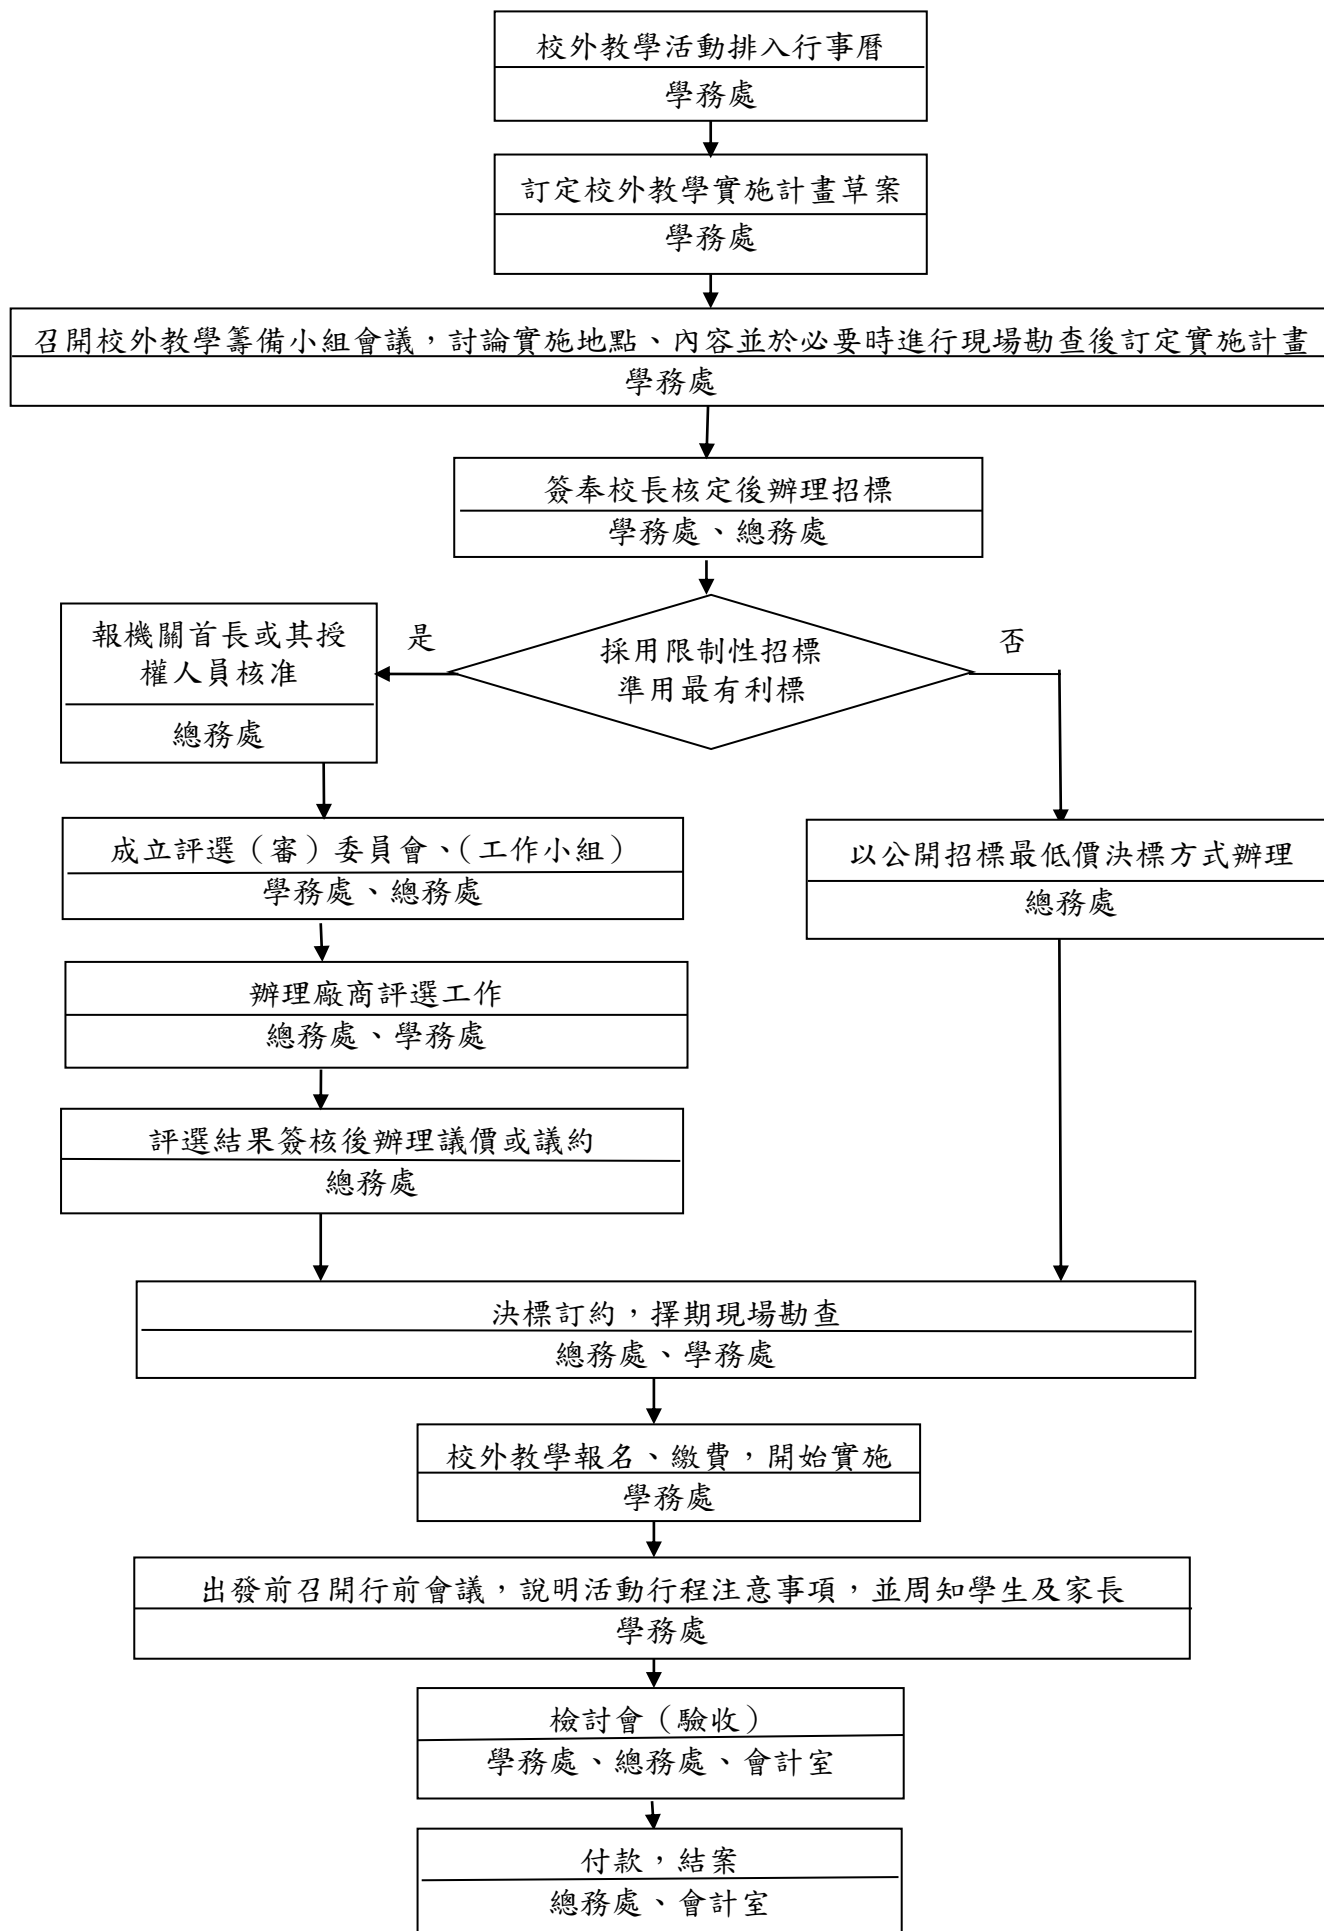 校外教學活動排入行事曆
學務處
訂定校外教學實施計畫草案
學務處
召開校外教學籌備小組會議，討論實施地點、內容並於必要時進行現場勘查後訂定實施計畫
學務處
簽奉校長核定後辦理招標
學務處、總務處
採用限制性招標
準用最有利標
是
否
報機關首長或其授
權人員核准
總務處
成立評選（審）委員會、（工作小組）
學務處、總務處
以公開招標最低價決標方式辦理
總務處
辦理廠商評選工作
總務處、學務處
評選結果簽核後辦理議價或議約
總務處
決標訂約，擇期現場勘查
總務處、學務處
校外教學報名、繳費，開始實施
學務處
出發前召開行前會議，說明活動行程注意事項，並周知學生及家長
學務處
檢討會（驗收）
學務處、總務處、會計室
付款，結案
總務處、會計室